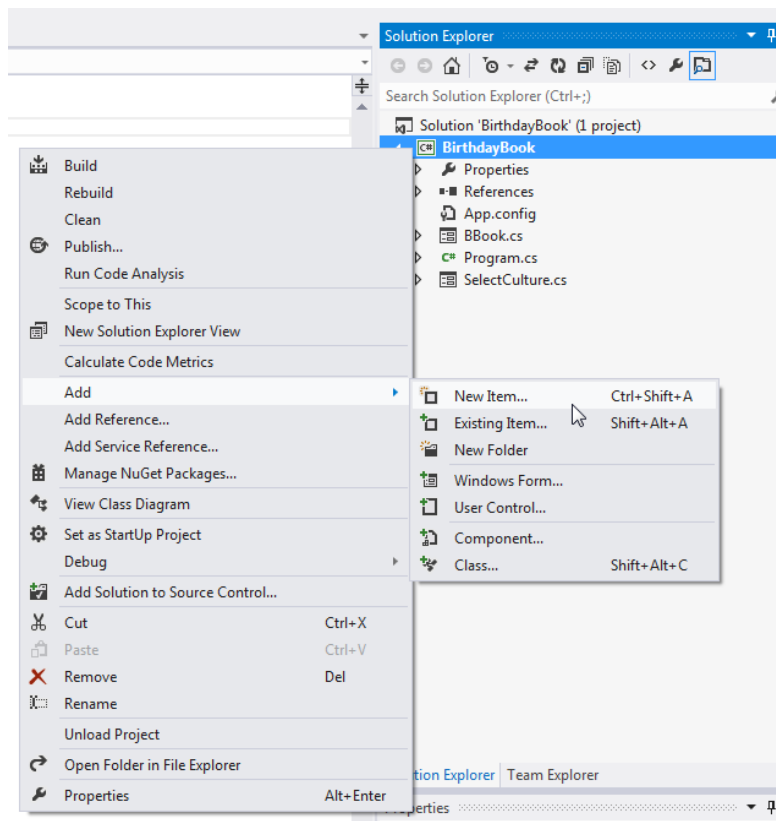 Solution Explorer
Search Solution Explorer (Ctrl+;)
Solution 'BirthdayBook' (1 project)
C# BirthdayBook
Properties
References
App.config
BBook.cs
C# Program.cs
SelectCulture.cs
Build
Rebuild
Clean
Publish...
Run Code Analysis
Scope to This
New Solution Explorer View
Calculate Code Metrics
Add
Add Reference...
Add Service Reference...
Manage NuGet Packages...
View Class Diagram
Set as StartUp Project
Debug
Add Solution to Source Control...
Cut Ctrl+X
Paste Ctrl+V
Remove Del
Rename
Unload Project
Open Folder in File Explorer
Properties Alt+Enter
New Item... Ctrl+Shift+A
Existing Item... Shift+Alt+A
New Folder
Windows Form...
User Control...
Component...
Class... Shift+Alt+C
tion Explorer Team Explorer
perties